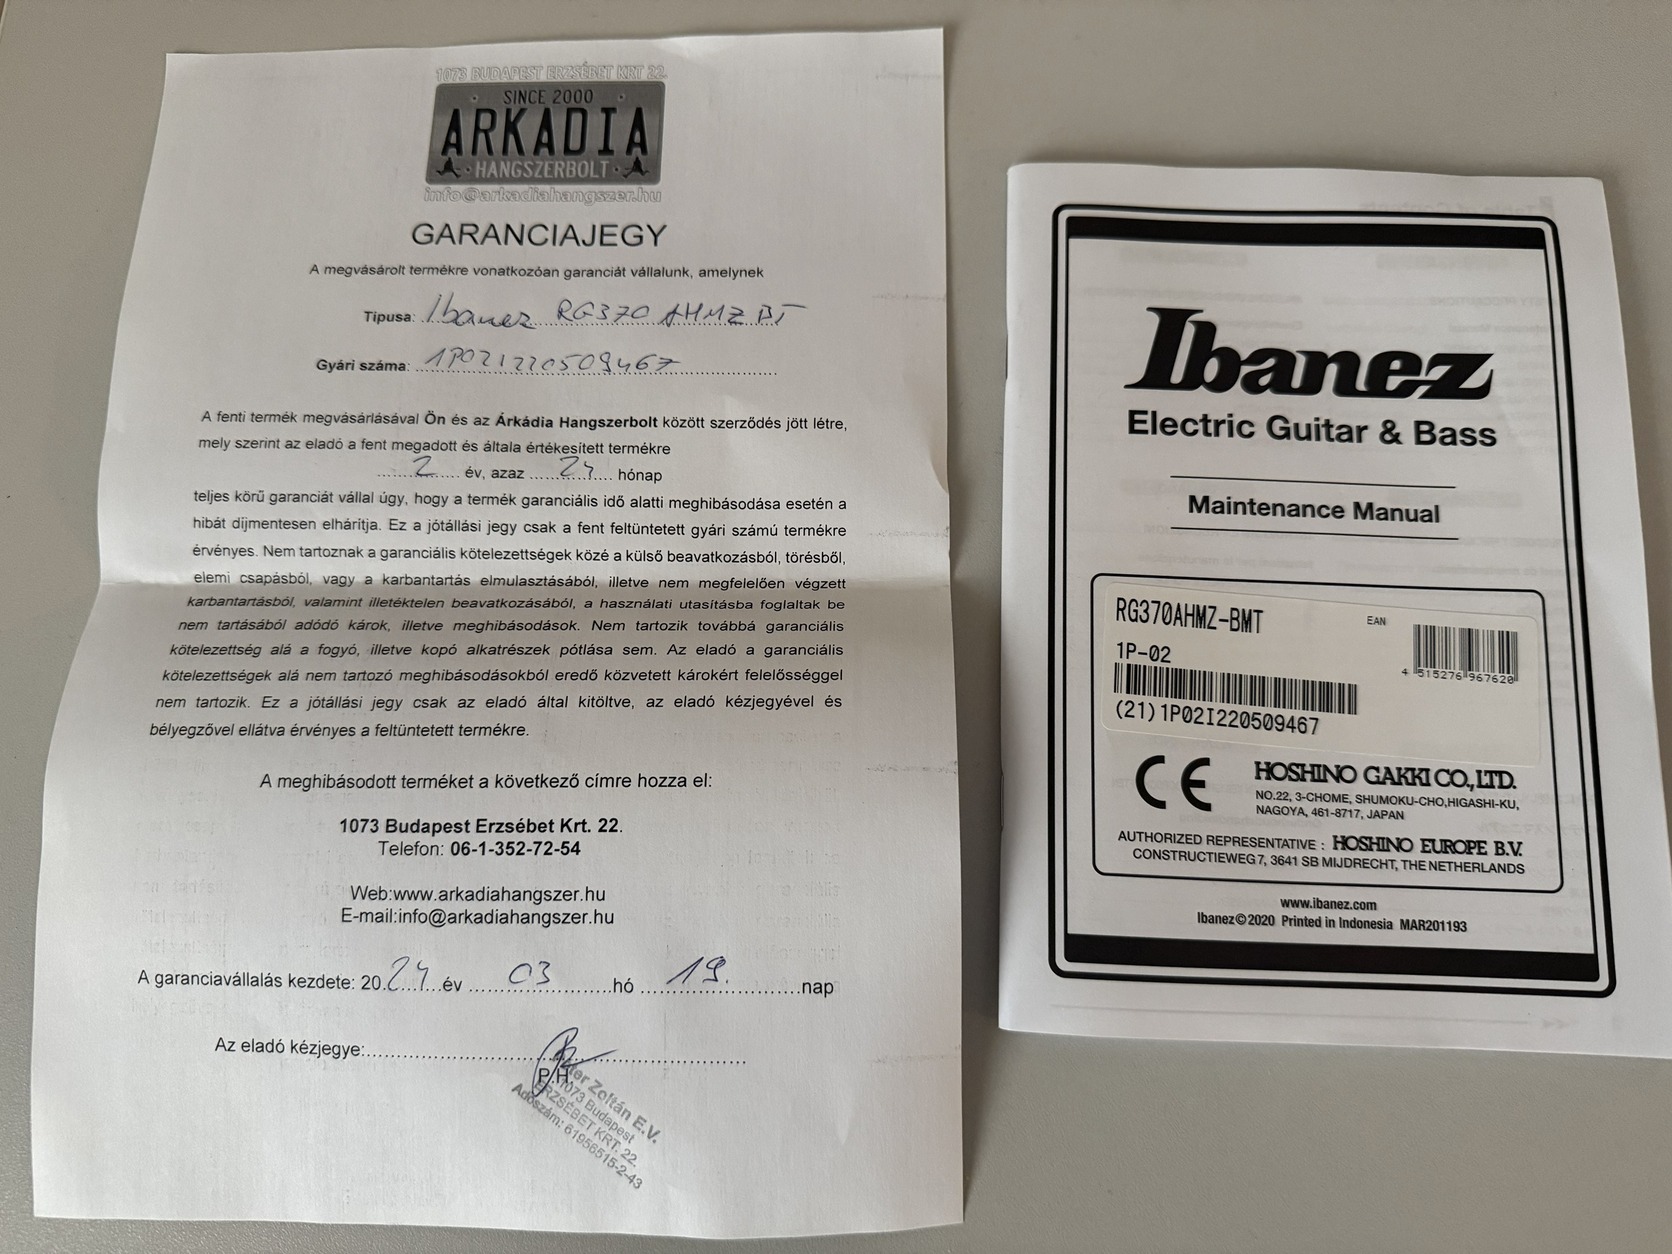 1073 BUDAPEST ERZSÉBET KRT 22.
SINCE 2000
ARKADIA
HANGSZERBOLT
info@arkadiahangszer.hu
GARANCIAJEGY
A megvásárolt termékre vonatkozóan garanciát vállalunk, amelynek
Típusa: Ibanez RG370 AHMZ BT
Gyári száma: 1P02I220509467
A fenti termék megvásárlásával Ön és az Árkádia Hangszerbolt között szerződés jött létre,
mely szerint az eladó a fent megadott és általa értékesített termékre
2 év, azaz 24 hónap
teljes körű garanciát vállal úgy, hogy a termék garanciális idő alatti meghibásodása esetén a
hibát díjmentesen elhárítja. Ez a jótállási jegy csak a fent feltüntetett gyári számú termékre
érvényes. Nem tartoznak a garanciális kötelezettségek közé a külső beavatkozásból, törésből,
elemi csapásból, vagy a karbantartás elmulasztásából, illetve nem megfelelően végzett
karbantartásból, valamint illetéktelen beavatkozásából, a használati utasításba foglaltak be
nem tartásából adódó károk, illetve meghibásodások. Nem tartozik továbbá garanciális
kötelezettség alá a fogyó, illetve kopó alkatrészek pótlása sem. Az eladó a garanciális
kötelezettségek alá nem tartozó meghibásodásokból eredő közvetett károkért felelősséggel
nem tartozik. Ez a jótállási jegy csak az eladó által kitöltve, az eladó kézjegyével és
bélyegzővel ellátva érvényes a feltüntetett termékre.
A meghibásodott terméket a következő címre hozza el:
1073 Budapest Erzsébet Krt. 22.
Telefon: 06-1-352-72-54
Web:www.arkadiahangszer.hu
E-mail:info@arkadiahangszer.hu
A garanciavállalás kezdete: 2024 év 03 hó 19. nap
Az eladó kézjegye:
P.H.
Zoltán E.V.
1073 Budapest
ERZSÉBET KRT. 22.
Adószám: 61956515-2-43
Ibanez
Electric Guitar & Bass
Maintenance Manual
RG370AHMZ-BMT
EAN
1P-02
4 515276 967620
(21)1P02I220509467
CE
HOSHINO GAKKI CO.,LTD.
NO.22, 3-CHOME, SHUMOKU-CHO,HIGASHI-KU,
NAGOYA, 461-8717, JAPAN
AUTHORIZED REPRESENTATIVE : HOSHINO EUROPE B.V.
CONSTRUCTIEWEG 7, 3641 SB MIJDRECHT, THE NETHERLANDS
www.ibanez.com
Ibanez©2020 Printed in Indonesia MAR201193